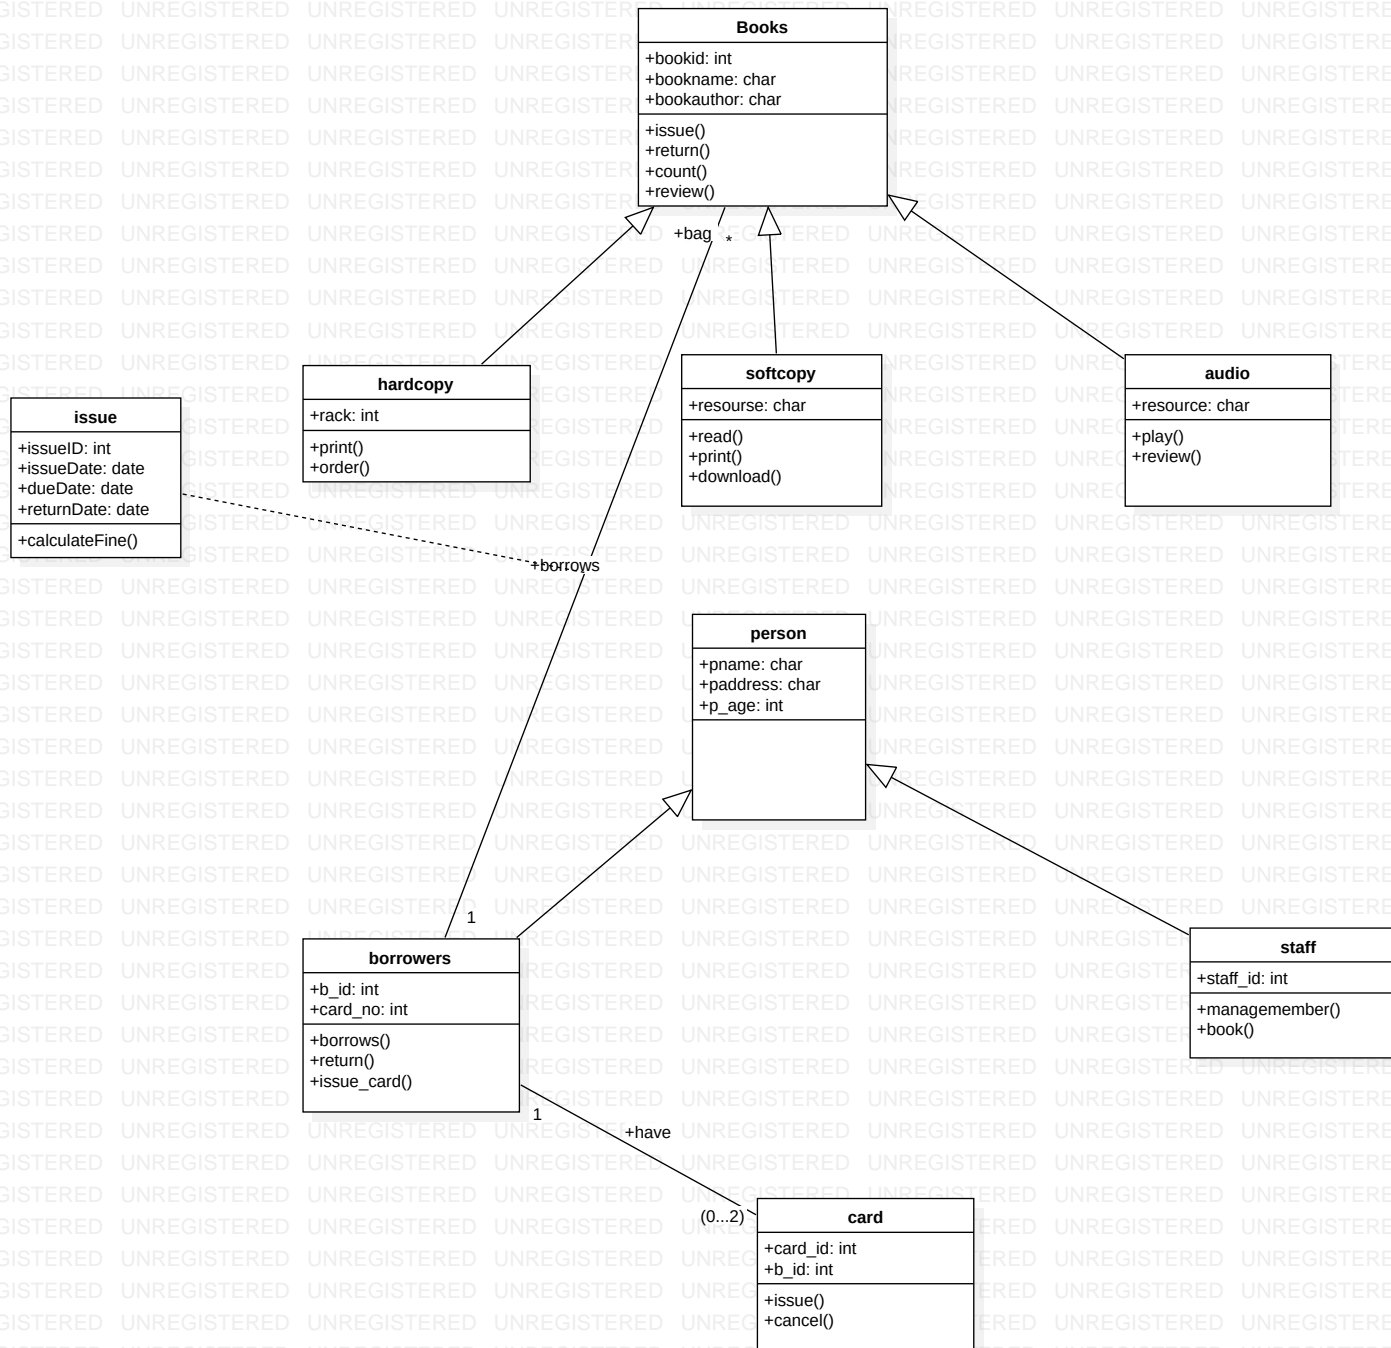 Books
+bookid: int
+bookname: char
+bookauthor: char
+issue()
+return()
+count()
+review()
+bag
*
hardcopy
+rack: int
+print()
+order()
softcopy
+resourse: char
+read()
+print()
+download()
audio
+resource: char
+play()
+review()
issue
+issueID: int
+issueDate: date
+dueDate: date
+returnDate: date
+calculateFine()
+borrows
person
+pname: char
+paddress: char
+p_age: int
1
borrowers
+b_id: int
+card_no: int
+borrows()
+return()
+issue_card()
staff
+staff_id: int
+managemember()
+book()
1
+have
(0...2)
card
+card_id: int
+b_id: int
+issue()
+cancel()
UNREGISTERED